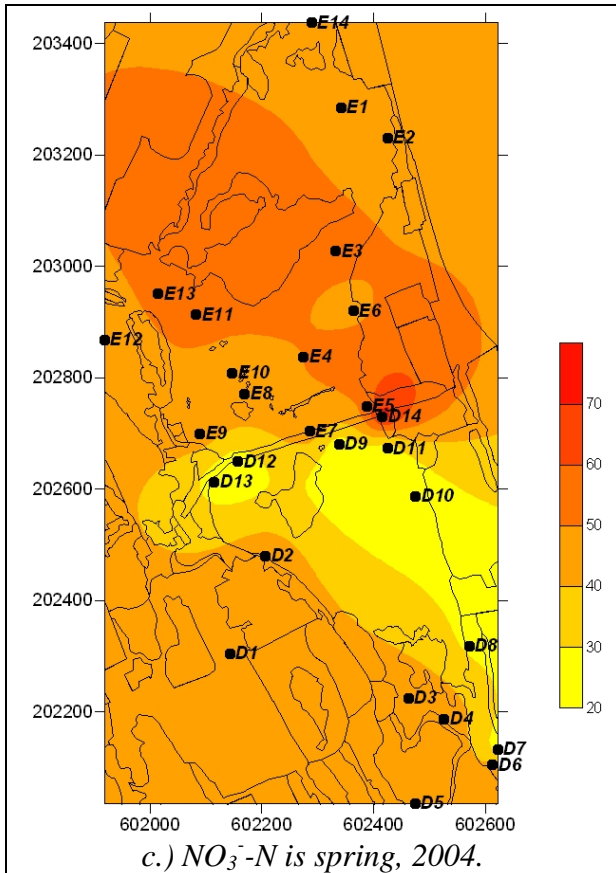 203400
203200
203000
202800
202600
202400
202200
E14
E1
E2
E3
E13
E11
E6
E12
E4
E10
E8
E5
D14
E9
E7
D9
D11
D12
D13
D10
D2
D1
D8
D3
D4
D7
D6
D5
70
60
50
40
30
20
602000 602200 602400 602600
c.) NO₃⁻-N is spring, 2004.